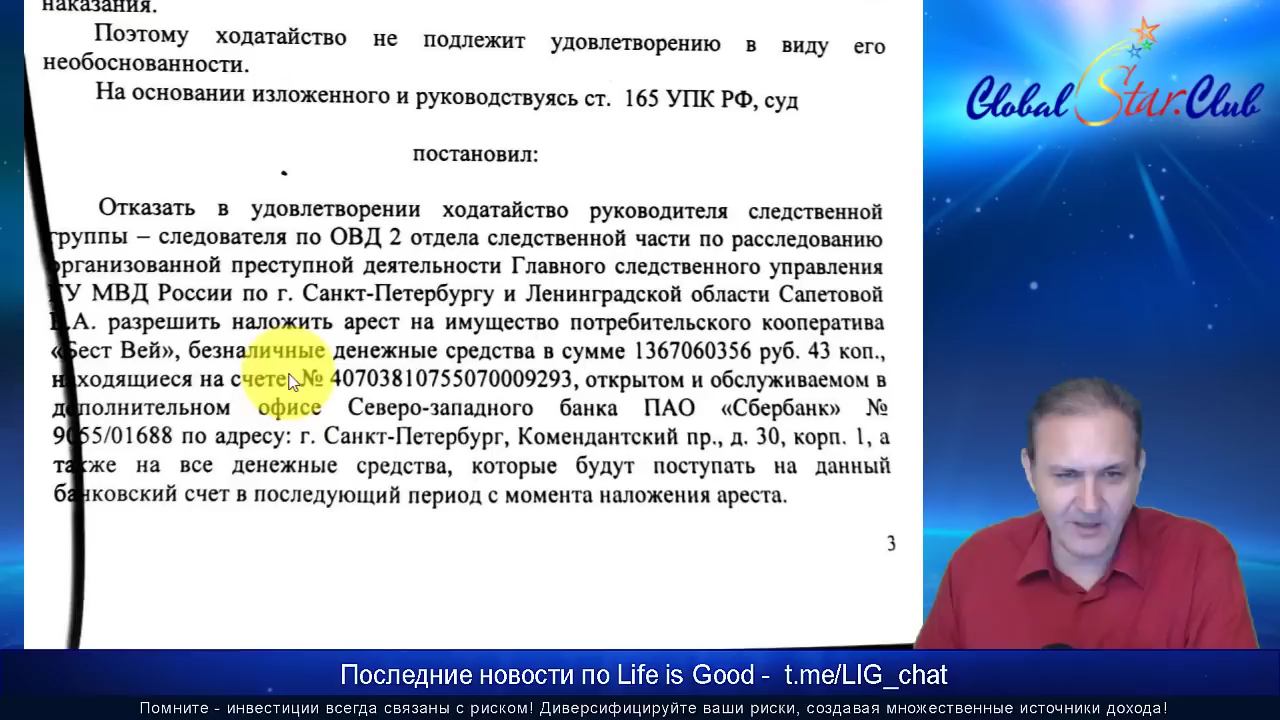 наказания.
Поэтому ходатайство не подлежит удовлетворению в виду его
необоснованности.
На основании изложенного и руководствуясь ст. 165 УПК РФ, суд
постановил:
Отказать в удовлетворении ходатайство руководителя следственной
группы – следователя по ОВД 2 отдела следственной части по расследованию
организованной преступной деятельности Главного следственного управления
ГУ МВД России по г. Санкт-Петербургу и Ленинградской области Сапетовой
разрешить наложить арест на имущество потребительского кооператива
«Бест Вей», безналичные денежные средства в сумме 1367060356 руб. 43 коп.,
находящиеся на счете № 40703810755070009293, открытом и обслуживаемом в
дополнительном офисе Северо-западного банка ПАО «Сбербанк» №
9055/01688 по адресу: г. Санкт-Петербург, Комендантский пр., д. 30, корп. 1, а
также на все денежные средства, которые будут поступать на данный
банковский счет в последующий период с момента наложения ареста.
3
Global Star.Club
Последние новости по Life is Good - t.me/LIG_chat
Помните - инвестиции всегда связаны с риском! Диверсифицируйте ваши риски, создавая множественные источники дохода!